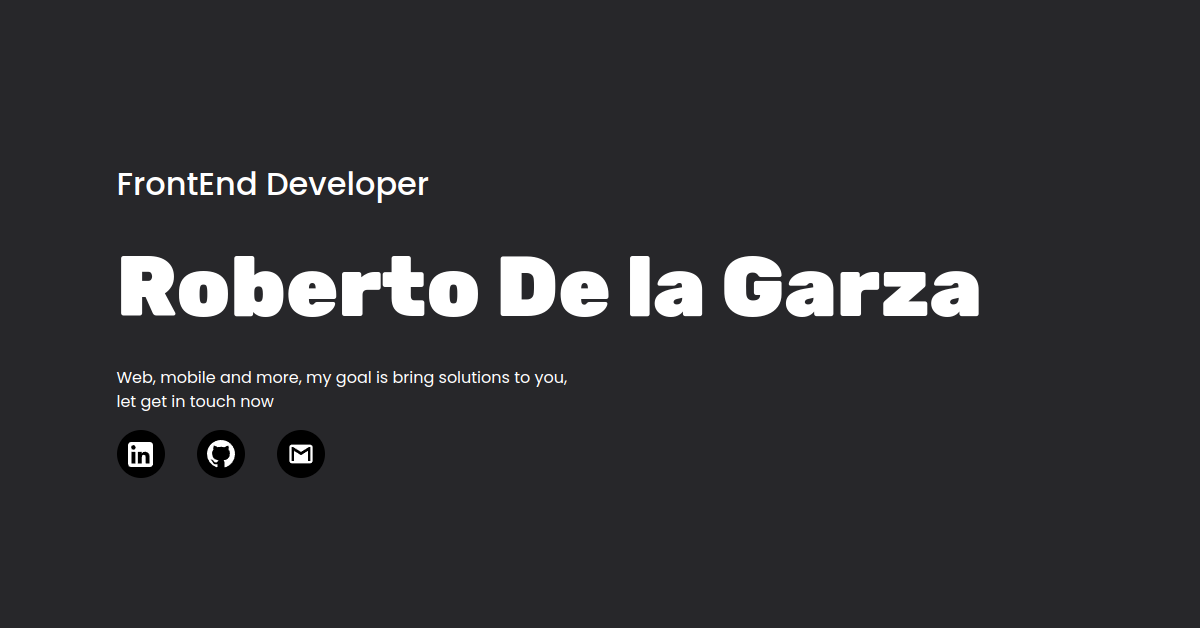 FrontEnd Developer
Roberto De la Garza
Web, mobile and more, my goal is bring solutions to you,
let get in touch now
in